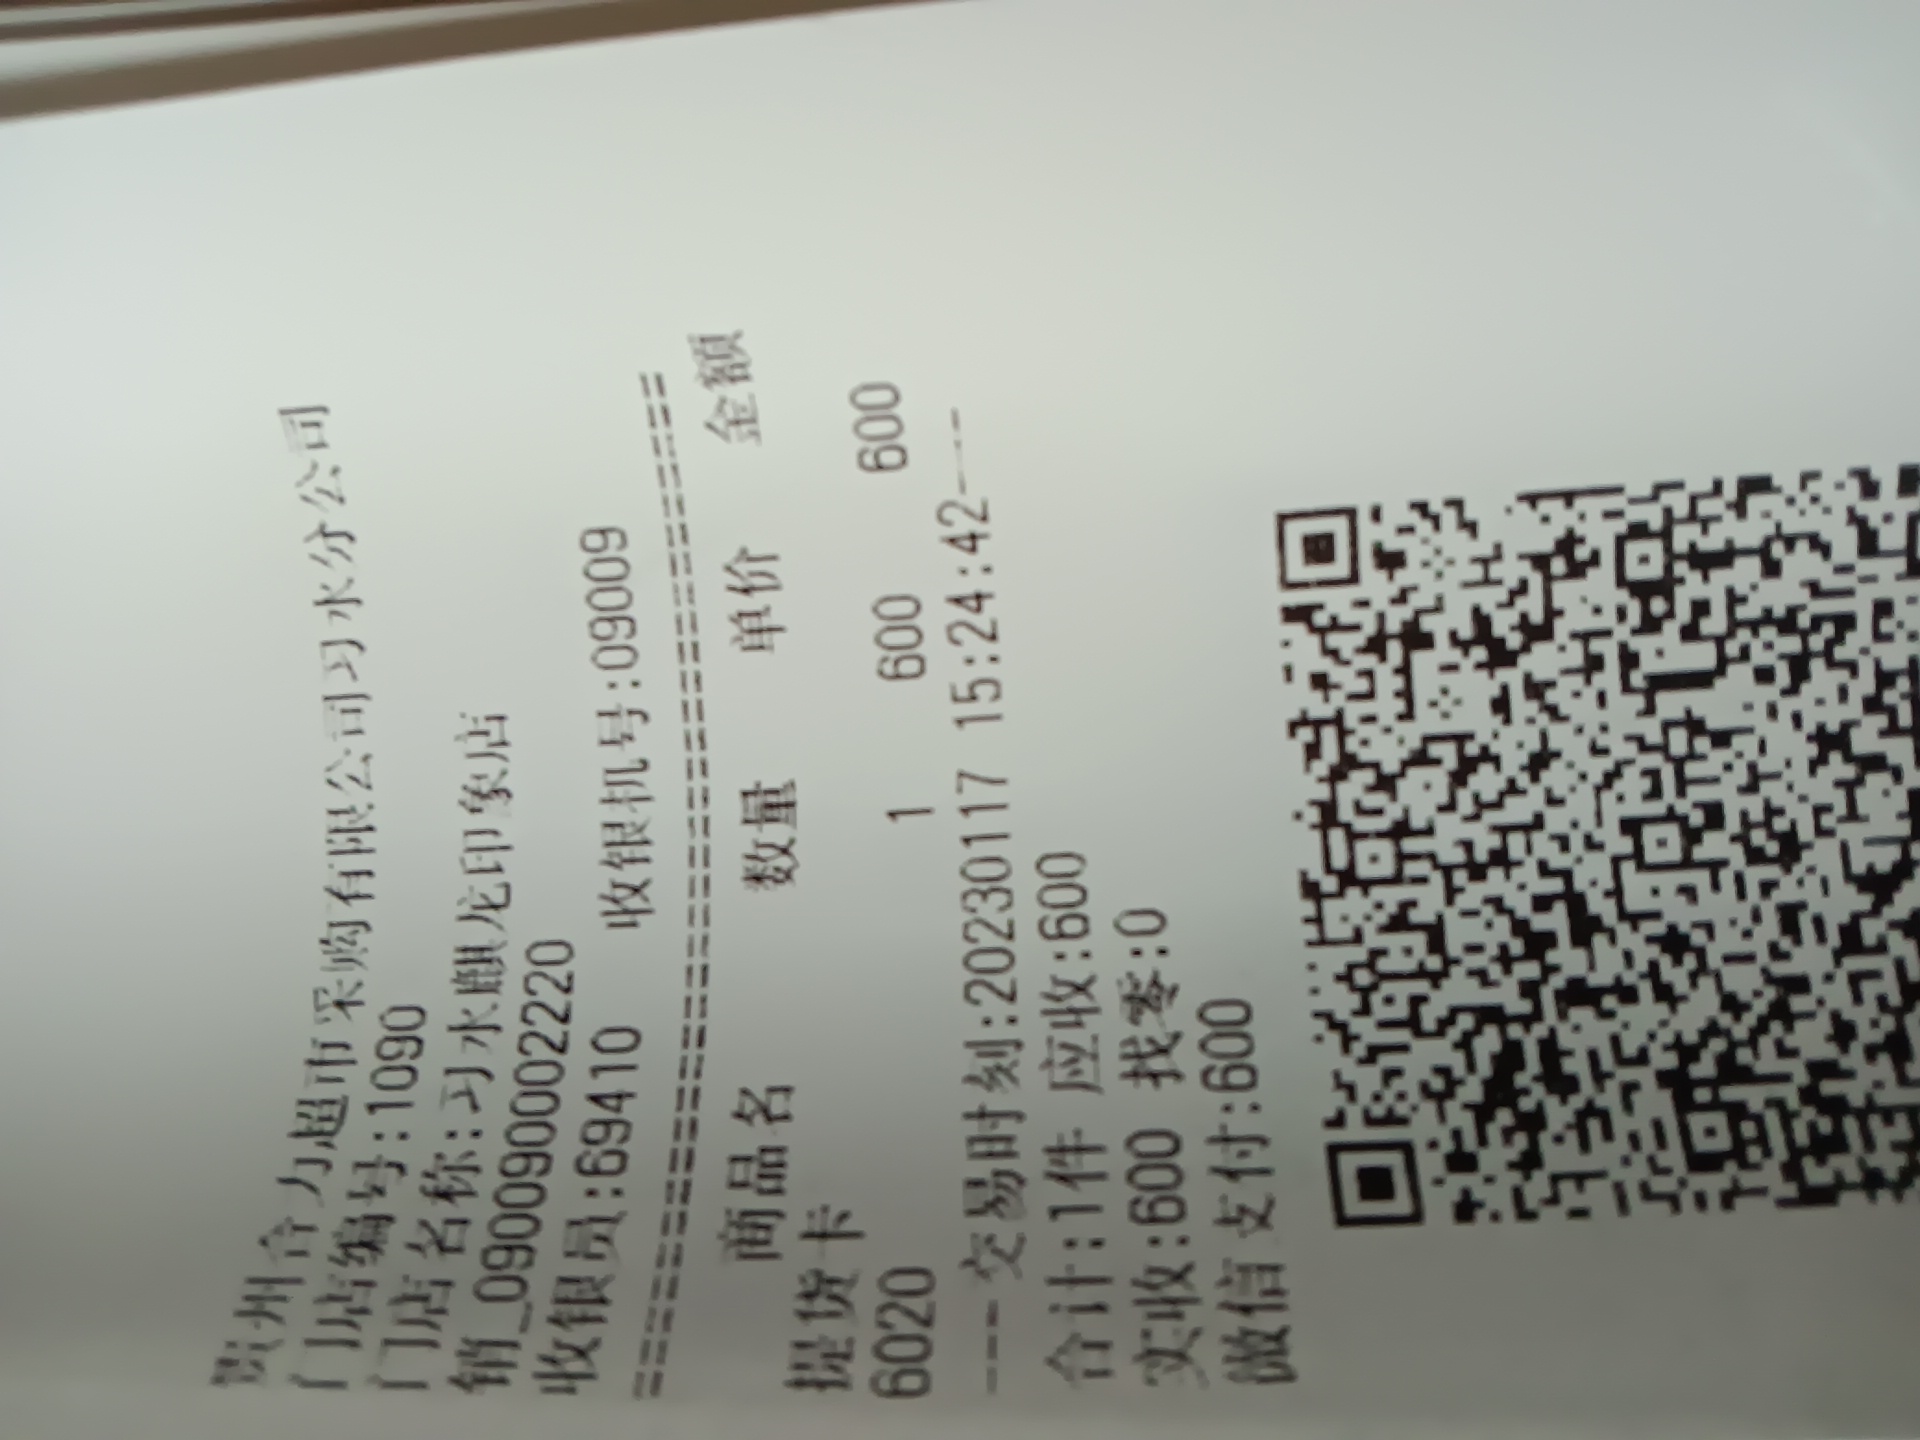 贵州合力超市采购有限公司习水分公司
门店编号:1090
门店名称:习水麒龙印象店
销_090090002220
收银员:69410 收银机号:09009
==========================================
商品名 数量 单价 金额
提货卡
6020 1 600 600
---交易时刻:20230117 15:24:42----
合计:1件 应收:600
实收:600 找零:0
微信支付:600